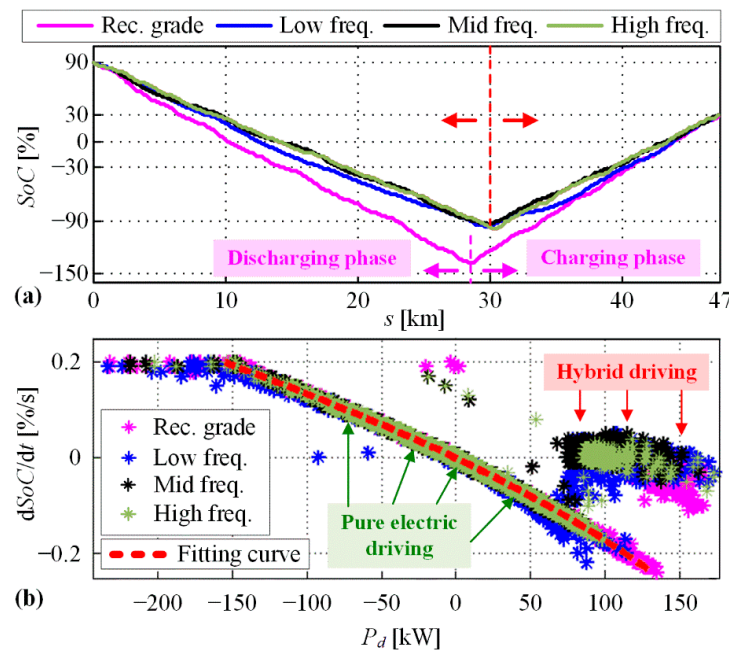 Rec. grade Low freq. Mid freq. High freq.
90
30
0
−30
−90
−150
SoC [%]
Discharging phase
Charging phase
(a)
0 10 20 30 40 47
s [km]
0.2
0
−0.2
dSoC/dt [%/s]
Hybrid driving
Rec. grade
Low freq.
Mid freq.
High freq.
Fitting curve
Pure electric
driving
(b)
−200 −150 −100 −50 0 50 100 150
P_d [kW]